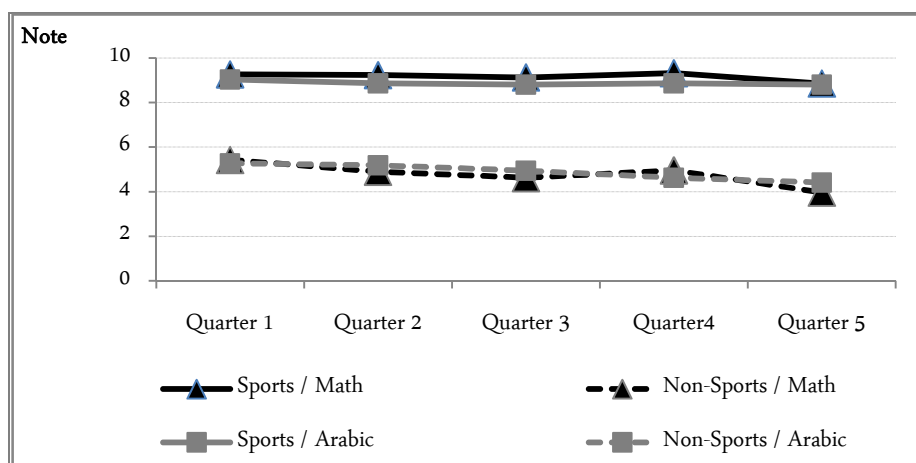 Note
10
8
6
4
2
0
Quarter 1 Quarter 2 Quarter 3 Quarter4 Quarter 5
Sports / Math Non-Sports / Math
Sports / Arabic Non-Sports / Arabic